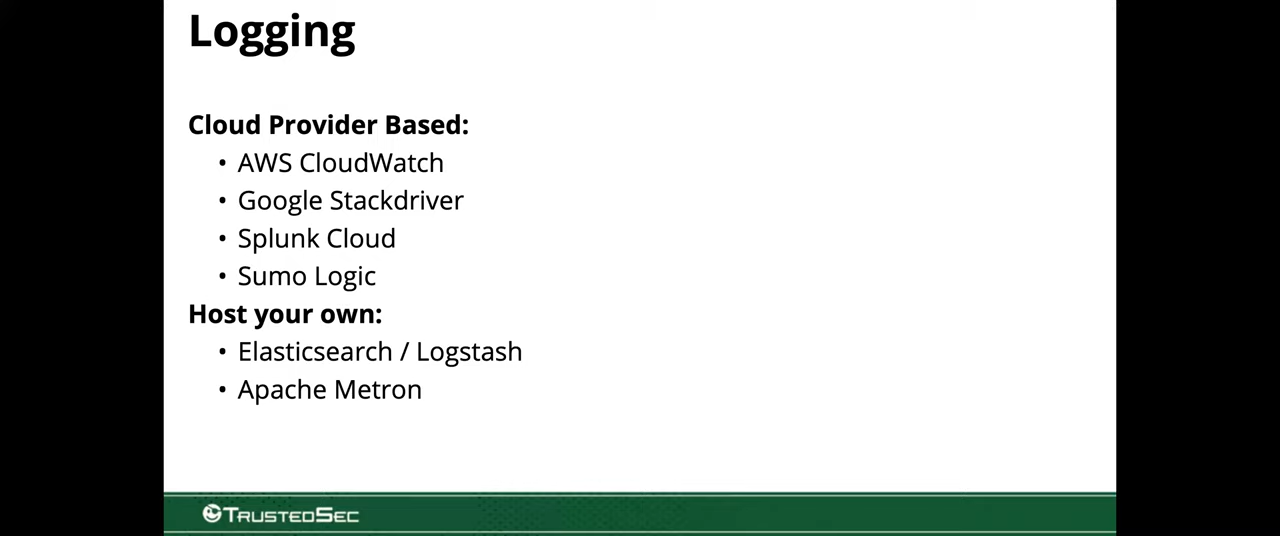 Logging
Cloud Provider Based:
• AWS CloudWatch
• Google Stackdriver
• Splunk Cloud
• Sumo Logic
Host your own:
• Elasticsearch / Logstash
• Apache Metron
TRUSTEDSEC